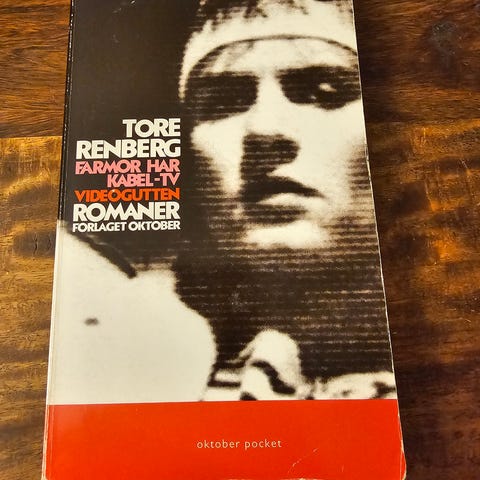 TORE
RENBERG
FARMOR HAR
KABEL-TV
VIDEOGUTTEN
ROMANER
FORLAGET OKTOBER
oktober pocket